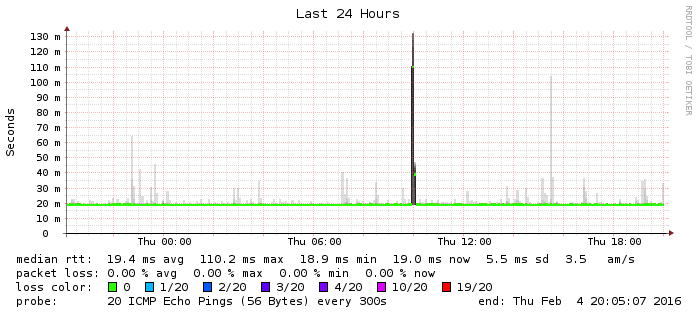 Last 24 Hours
RRDTOOL / TOBI OETIKER
Seconds
130 m
120 m
110 m
100 m
90 m
80 m
70 m
60 m
50 m
40 m
30 m
20 m
10 m
0
Thu 00:00 Thu 06:00 Thu 12:00 Thu 18:00
median rtt: 19.4 ms avg 110.2 ms max 18.9 ms min 19.0 ms now 5.5 ms sd 3.5 am/s
packet loss: 0.00 % avg 0.00 % max 0.00 % min 0.00 % now
loss color: 0 1/20 2/20 3/20 4/20 10/20 19/20
probe: 20 ICMP Echo Pings (56 Bytes) every 300s end: Thu Feb 4 20:05:07 2016